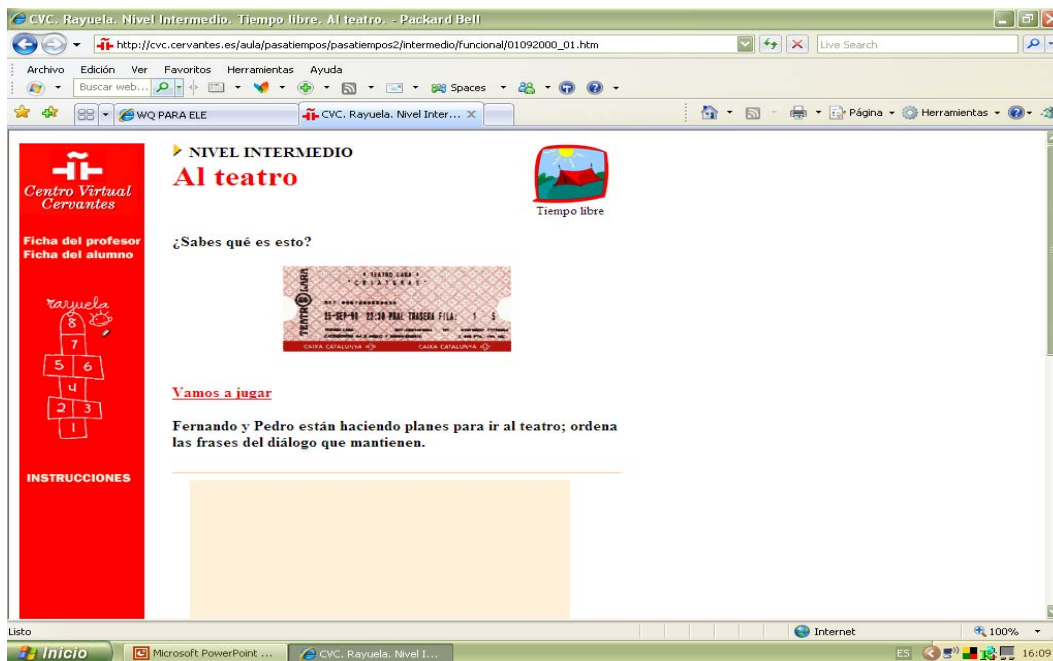 CVC. Rayuela. Nivel Intermedio. Tiempo libre. Al teatro. - Packard Bell
http://cvc.cervantes.es/aula/pasatiempos/pasatiempos2/intermedio/funcional/01092000_01.htm
Live Search
Archivo Edición Ver Favoritos Herramientas Ayuda
Buscar web...
Spaces
WQ PARA ELE
CVC. Rayuela. Nivel Inter...
Página
Herramientas
Centro Virtual
Cervantes
Ficha del profesor
Ficha del alumno
rayuela
8
7
5 6
4
2 3
1
INSTRUCCIONES
NIVEL INTERMEDIO
Al teatro
Tiempo libre
¿Sabes qué es esto?
TEATRO LARA
* TEATRO LARA *
"CRIATURAS"
23:30 PRAL TRASERA FILA: 1 5
CAIXA CATALUNYA CAIXA CATALUNYA
Vamos a jugar
Fernando y Pedro están haciendo planes para ir al teatro; ordena
las frases del diálogo que mantienen.
Listo
Internet
100%
Inicio
Microsoft PowerPoint ...
CVC. Rayuela. Nivel I...
ES
16:09